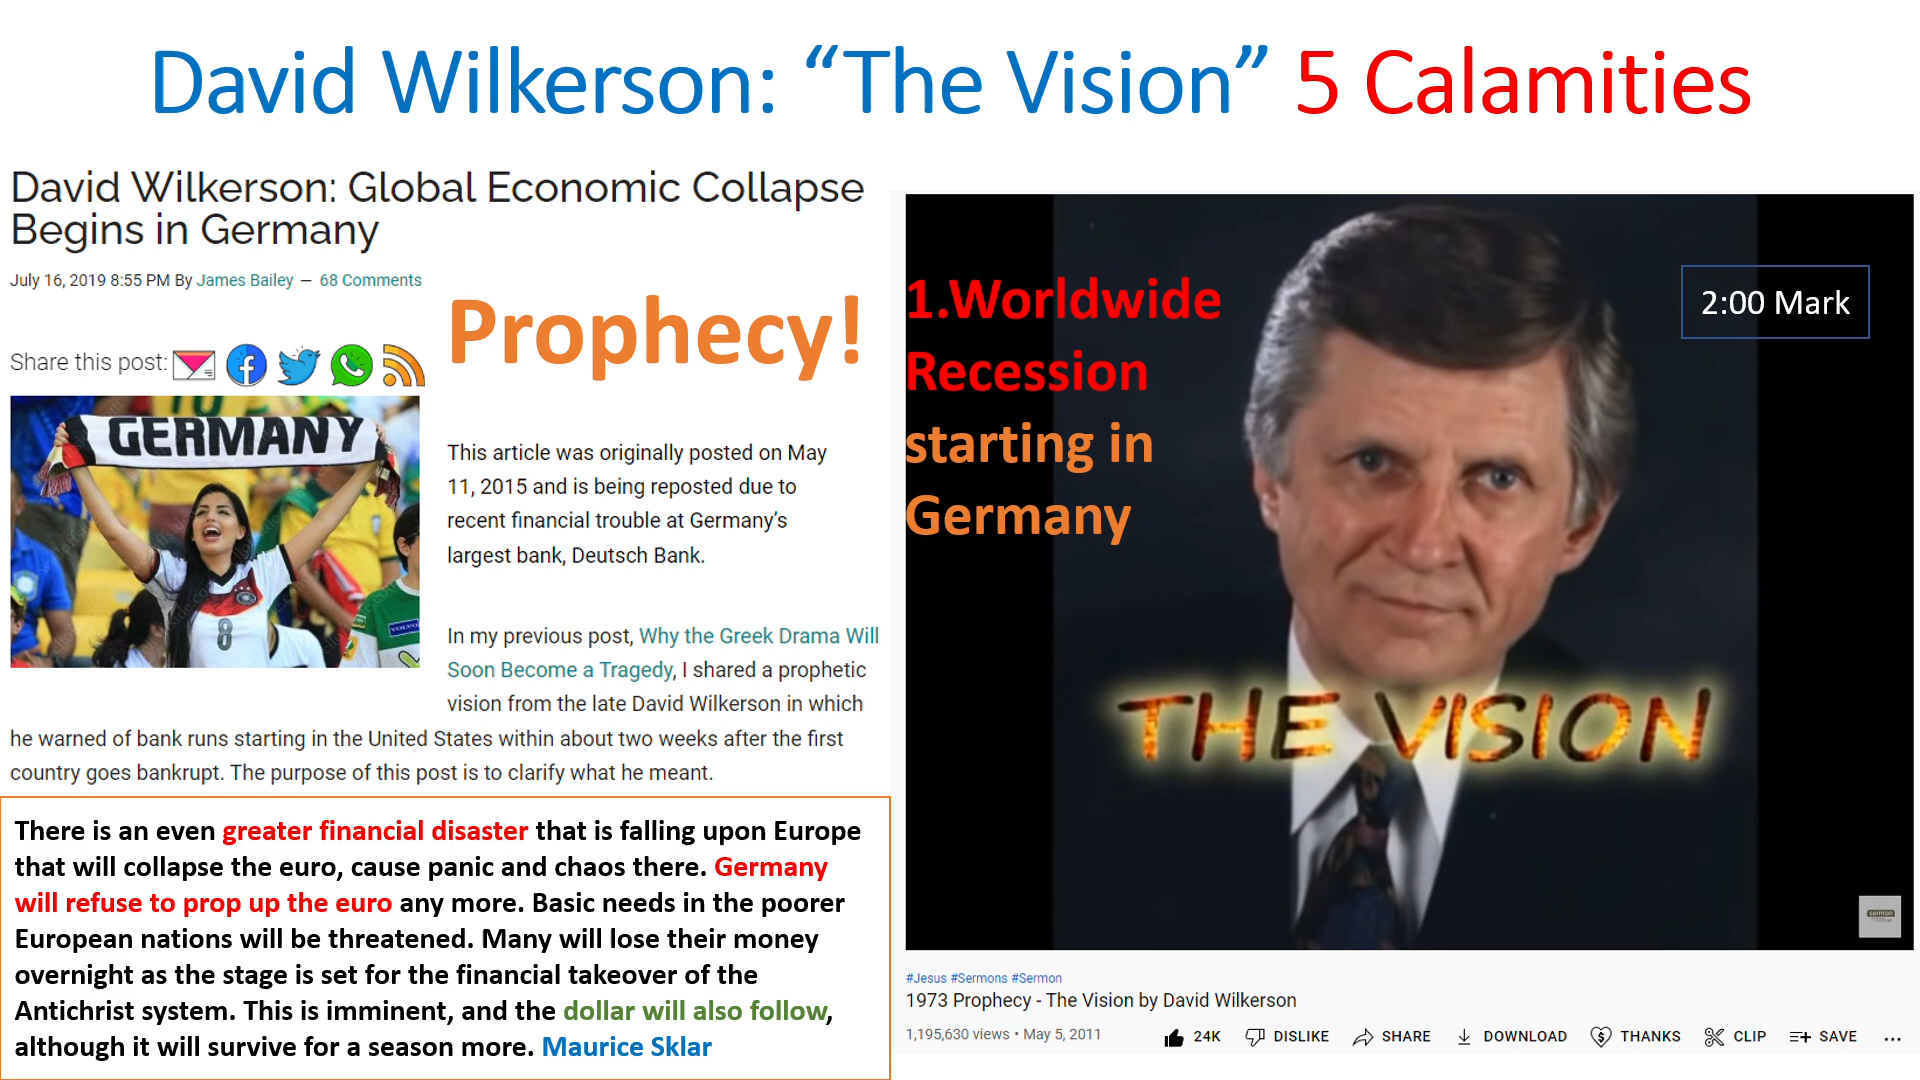 David Wilkerson: “The Vision” 5 Calamities
David Wilkerson: Global Economic Collapse
Begins in Germany
July 16, 2019 8:55 PM By James Bailey — 68 Comments
Prophecy!
Share this post:
GERMANY
8
VOLVO
This article was originally posted on May
11, 2015 and is being reposted due to
recent financial trouble at Germany’s
largest bank, Deutsch Bank.
In my previous post, Why the Greek Drama Will
Soon Become a Tragedy, I shared a prophetic
vision from the late David Wilkerson in which
he warned of bank runs starting in the United States within about two weeks after the first
country goes bankrupt. The purpose of this post is to clarify what he meant.
There is an even greater financial disaster that is falling upon Europe
that will collapse the euro, cause panic and chaos there. Germany
will refuse to prop up the euro any more. Basic needs in the poorer
European nations will be threatened. Many will lose their money
overnight as the stage is set for the financial takeover of the
Antichrist system. This is imminent, and the dollar will also follow,
although it will survive for a season more. Maurice Sklar
1.Worldwide
Recession
starting in
Germany
2:00 Mark
THE VISION
sermon
#Jesus #Sermons #Sermon
1973 Prophecy - The Vision by David Wilkerson
1,195,630 views • May 5, 2011
24K DISLIKE SHARE DOWNLOAD THANKS CLIP SAVE ...